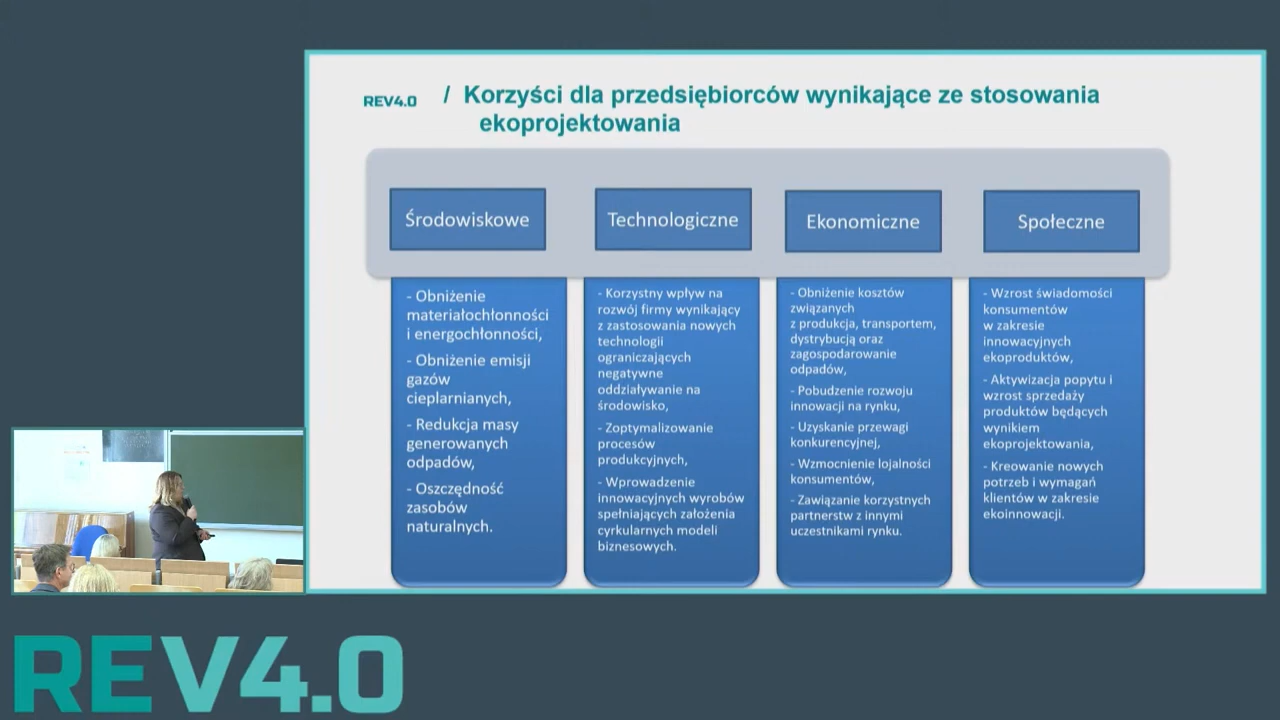 REV4.0 / Korzyści dla przedsiębiorców wynikające ze stosowania
ekoprojektowania
Środowiskowe
- Obniżenie
materiałochłonności
i energochłonności,
- Obniżenie emisji
gazów
cieplarnianych,
- Redukcja masy
generowanych
odpadów,
- Oszczędność
zasobów
naturalnych.
Technologiczne
- Korzystny wpływ na
rozwój firmy wynikający
z zastosowania nowych
technologii
ograniczających
negatywne
oddziaływanie na
środowisko,
- Zoptymalizowanie
procesów
produkcyjnych,
- Wprowadzenie
innowacyjnych wyrobów
spełniających założenia
cyrkularnych modeli
biznesowych.
Ekonomiczne
- Obniżenie kosztów
związanych
z produkcja, transportem,
dystrybucją oraz
zagospodarowanie
odpadów,
- Pobudzenie rozwoju
innowacji na rynku,
- Uzyskanie przewagi
konkurencyjnej,
- Wzmocnienie lojalności
konsumentów,
- Zawiązanie korzystnych
partnerstw z innymi
uczestnikami rynku.
Społeczne
- Wzrost świadomości
konsumentów
w zakresie
innowacyjnych
ekoproduktów,
- Aktywizacja popytu i
wzrost sprzedaży
produktów będących
wynikiem
ekoprojektowania,
- Kreowanie nowych
potrzeb i wymagań
klientów w zakresie
ekoinnowacji.
REV4.0